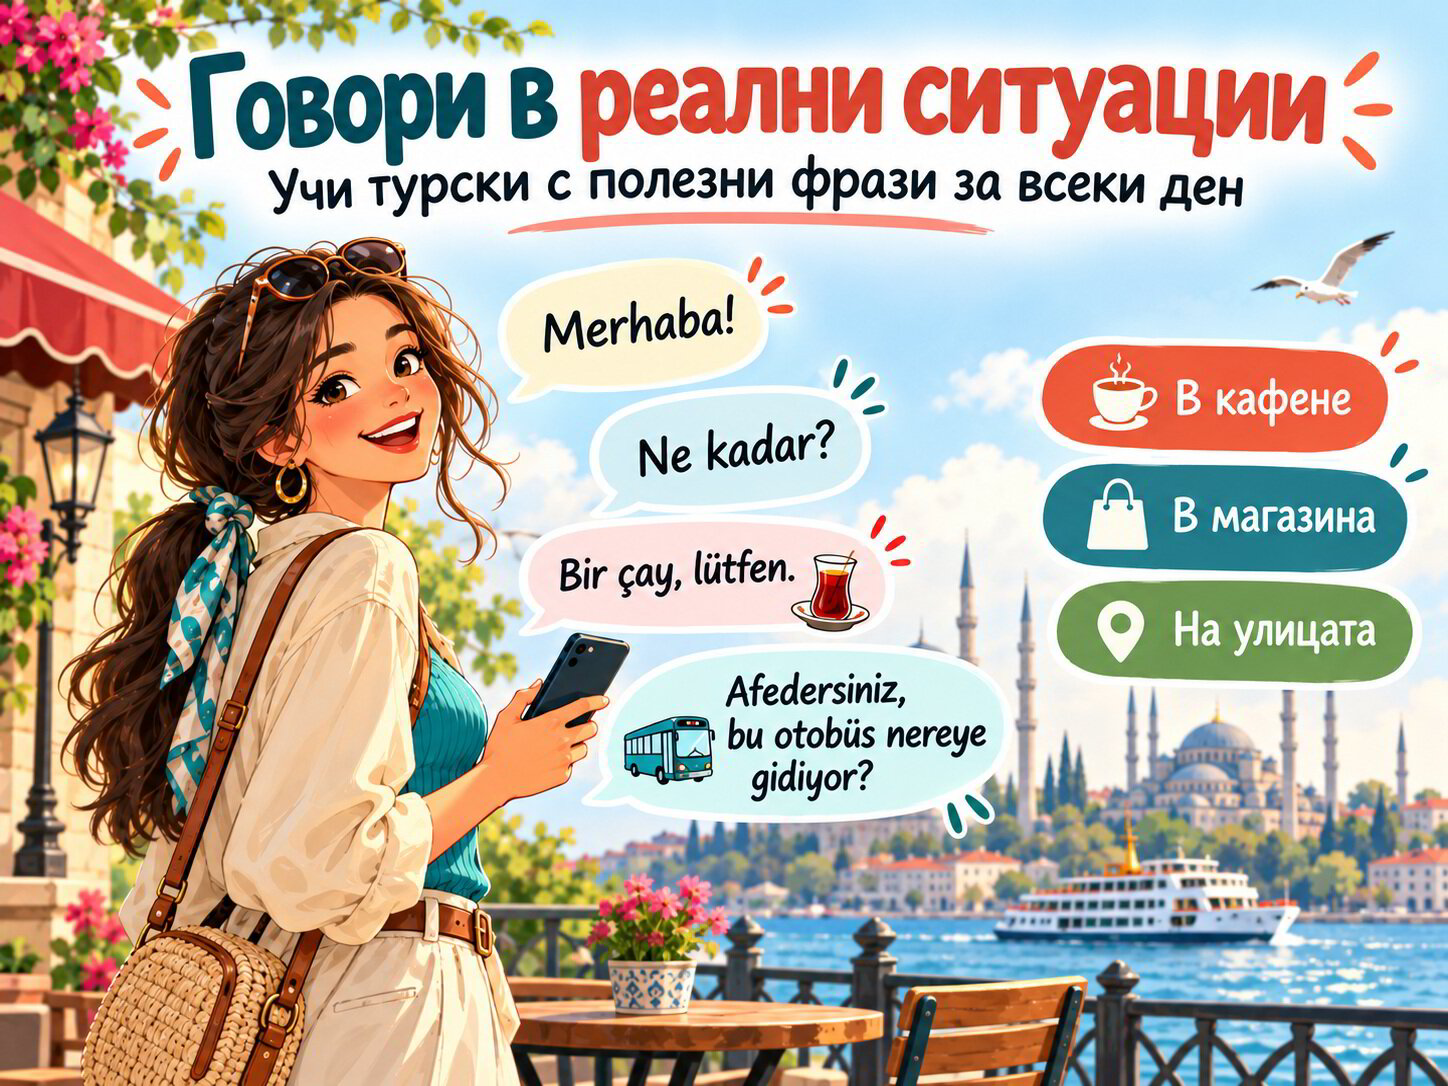 Говори в реални ситуации
Учи турски с полезни фрази за всеки ден
Merhaba!
Ne kadar?
Bir çay, lütfen.
Afedersiniz,
bu otobüs nereye
gidiyor?
В кафене
В магазина
На улицата